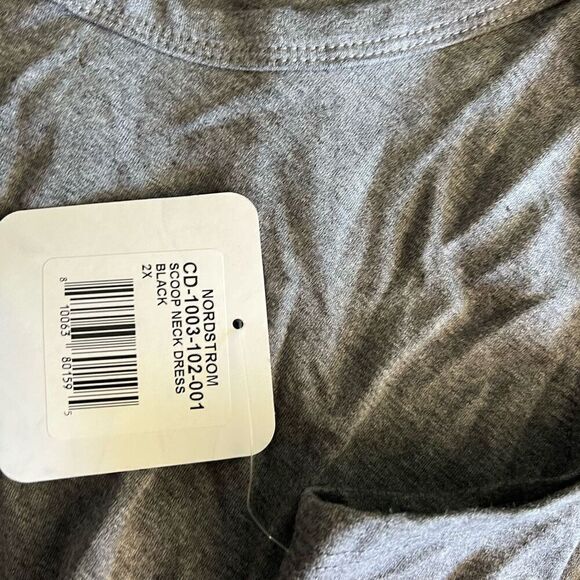 NORDSTROM
CD-1003-102-001
SCOOP NECK DRESS
BLACK
2X
8 10063 80159 5